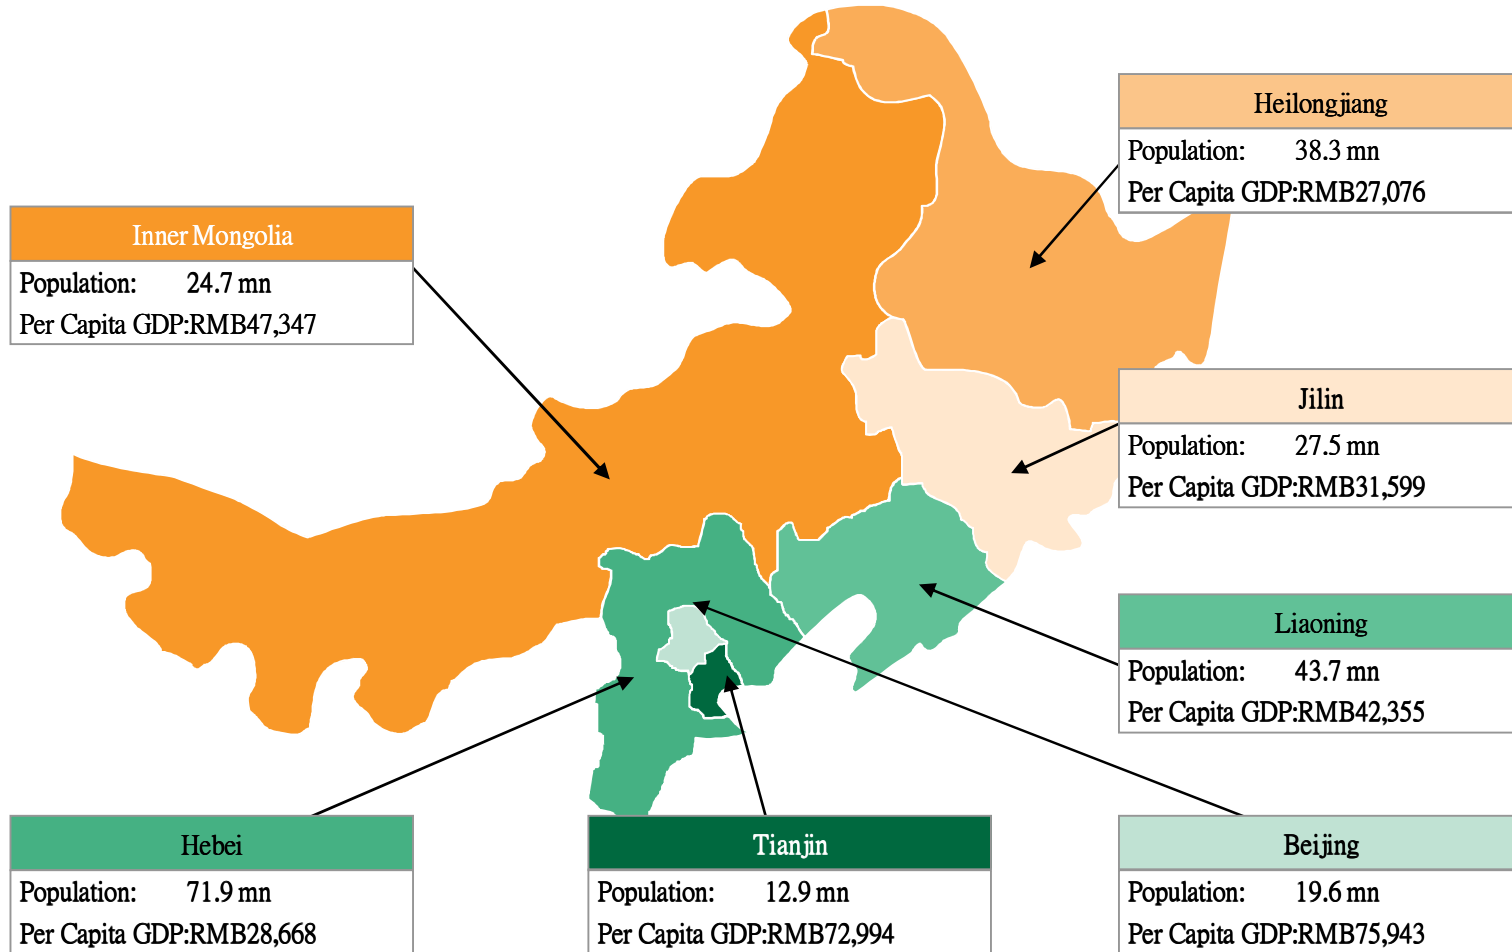 Heilongjiang
Population: 38.3 mn
Per Capita GDP:RMB27,076
Inner Mongolia
Population: 24.7 mn
Per Capita GDP:RMB47,347
Jilin
Population: 27.5 mn
Per Capita GDP:RMB31,599
Liaoning
Population: 43.7 mn
Per Capita GDP:RMB42,355
Hebei
Population: 71.9 mn
Per Capita GDP:RMB28,668
Tianjin
Population: 12.9 mn
Per Capita GDP:RMB72,994
Beijing
Population: 19.6 mn
Per Capita GDP:RMB75,943